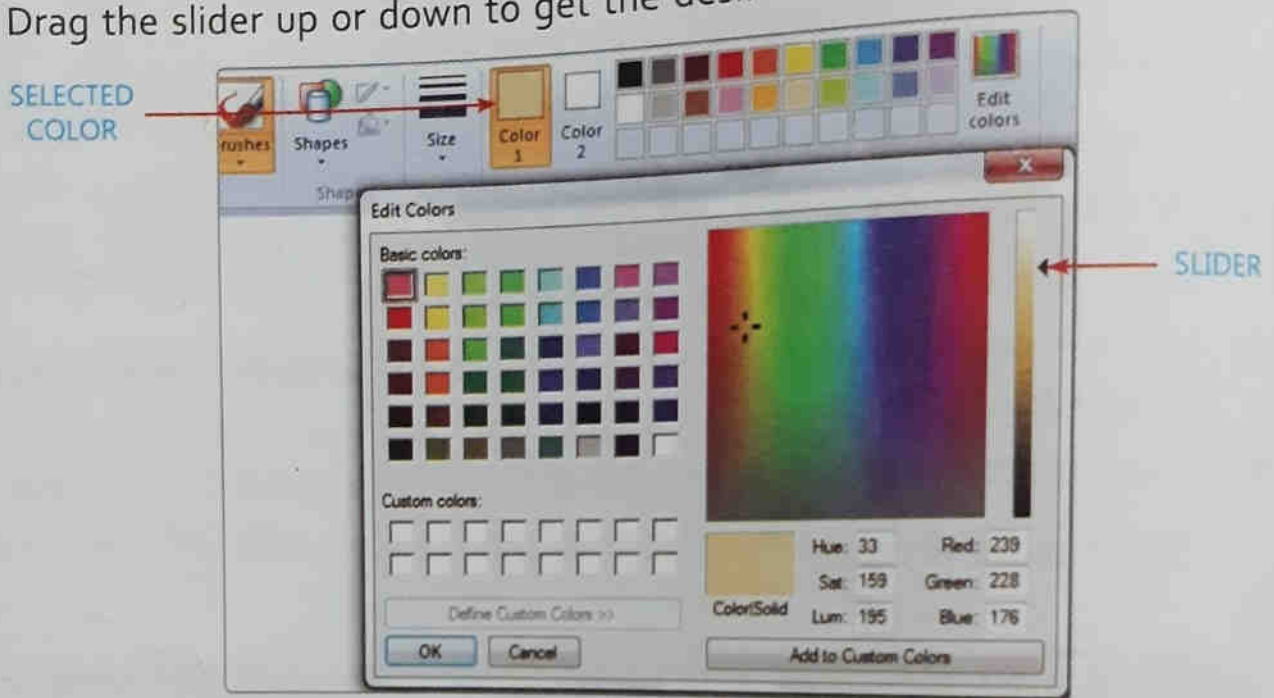 Drag the slider up or down to get the
SELECTED
COLOR
rushes
Shapes
Size
Color
1
Color
2
Edit
colors
Shap
Edit Colors
Basic colors:
SLIDER
Custom colors:
Define Custom Colors >>
OK
Cancel
Color|Solid
Hue: 33
Sat: 159
Lum: 195
Red: 239
Green: 228
Blue: 176
Add to Custom Colors